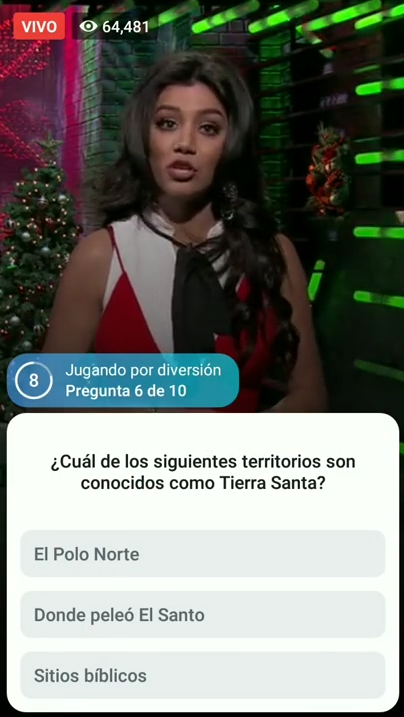 VIVO 64,481
8
Jugando por diversión
Pregunta 6 de 10
¿Cuál de los siguientes territorios son
conocidos como Tierra Santa?
El Polo Norte
Donde peleó El Santo
Sitios bíblicos